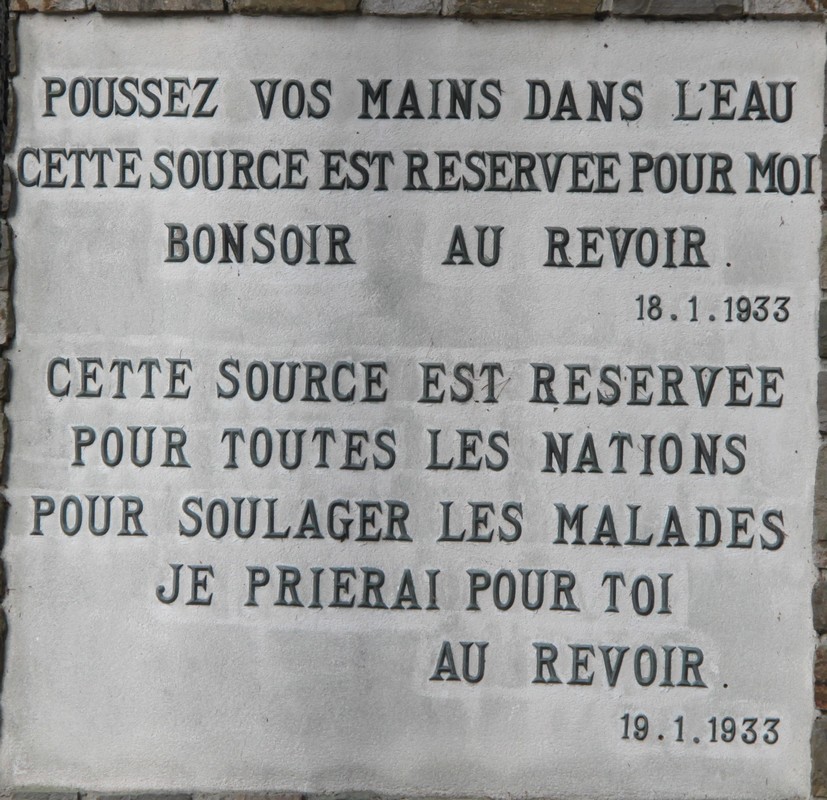 POUSSEZ VOS MAINS DANS L'EAU
CETTE SOURCE EST RESERVEE POUR MOI
BONSOIR AU REVOIR.
18.1.1933
CETTE SOURCE EST RESERVEE
POUR TOUTES LES NATIONS
POUR SOULAGER LES MALADES
JE PRIERAI POUR TOI
AU REVOIR.
19.1.1933